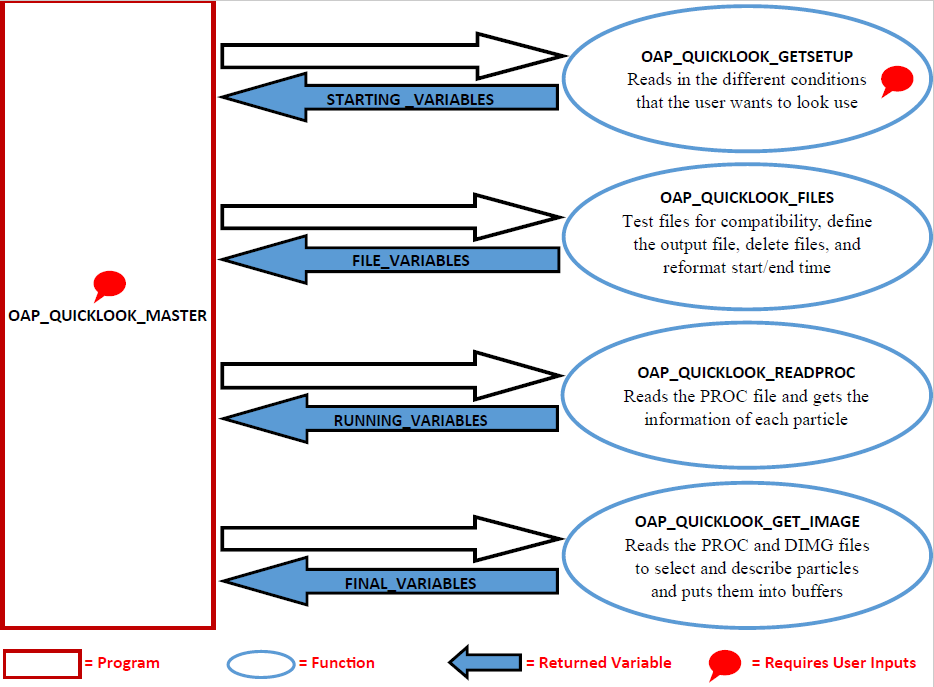 OAP_QUICKLOOK_GETSETUP
Reads in the different conditions
that the user wants to look use
STARTING _VARIABLES
OAP_QUICKLOOK_FILES
Test files for compatibility, define
the output file, delete files, and
reformat start/end time
FILE_VARIABLES
OAP_QUICKLOOK_MASTER
OAP_QUICKLOOK_READPROC
Reads the PROC file and gets the
information of each particle
RUNNING_VARIABLES
OAP_QUICKLOOK_GET_IMAGE
Reads the PROC and DIMG files
to select and describe particles
and puts them into buffers
FINAL_VARIABLES
= Program
= Function
= Returned Variable
= Requires User Inputs